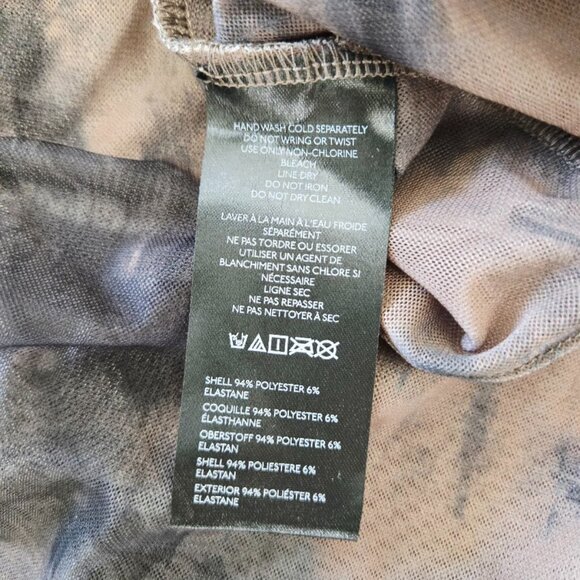 HAND WASH COLD SEPARATELY
DO NOT WRING OR TWIST
USE ONLY NON-CHLORINE
BLEACH
LINE DRY
DO NOT IRON
DO NOT DRY CLEAN
LAVER À LA MAIN À L'EAU FROIDE
SÉPARÉMENT
NE PAS TORDRE OU ESSORER
UTILISER UN AGENT DE
BLANCHIMENT SANS CHLORE SI
NÉCESSAIRE
LIGNE SEC
NE PAS REPASSER
NE PAS NETTOYER À SEC
SHELL 94% POLYESTER 6%
ELASTANE
COQUILLE 94% POLYESTER 6%
ÉLASTHANNE
OBERSTOFF 94% POLYESTER 6%
ELASTAN
SHELL 94% POLIESTERE 6%
ELASTANE
EXTERIOR 94% POLIÉSTER 6%
ELASTANE